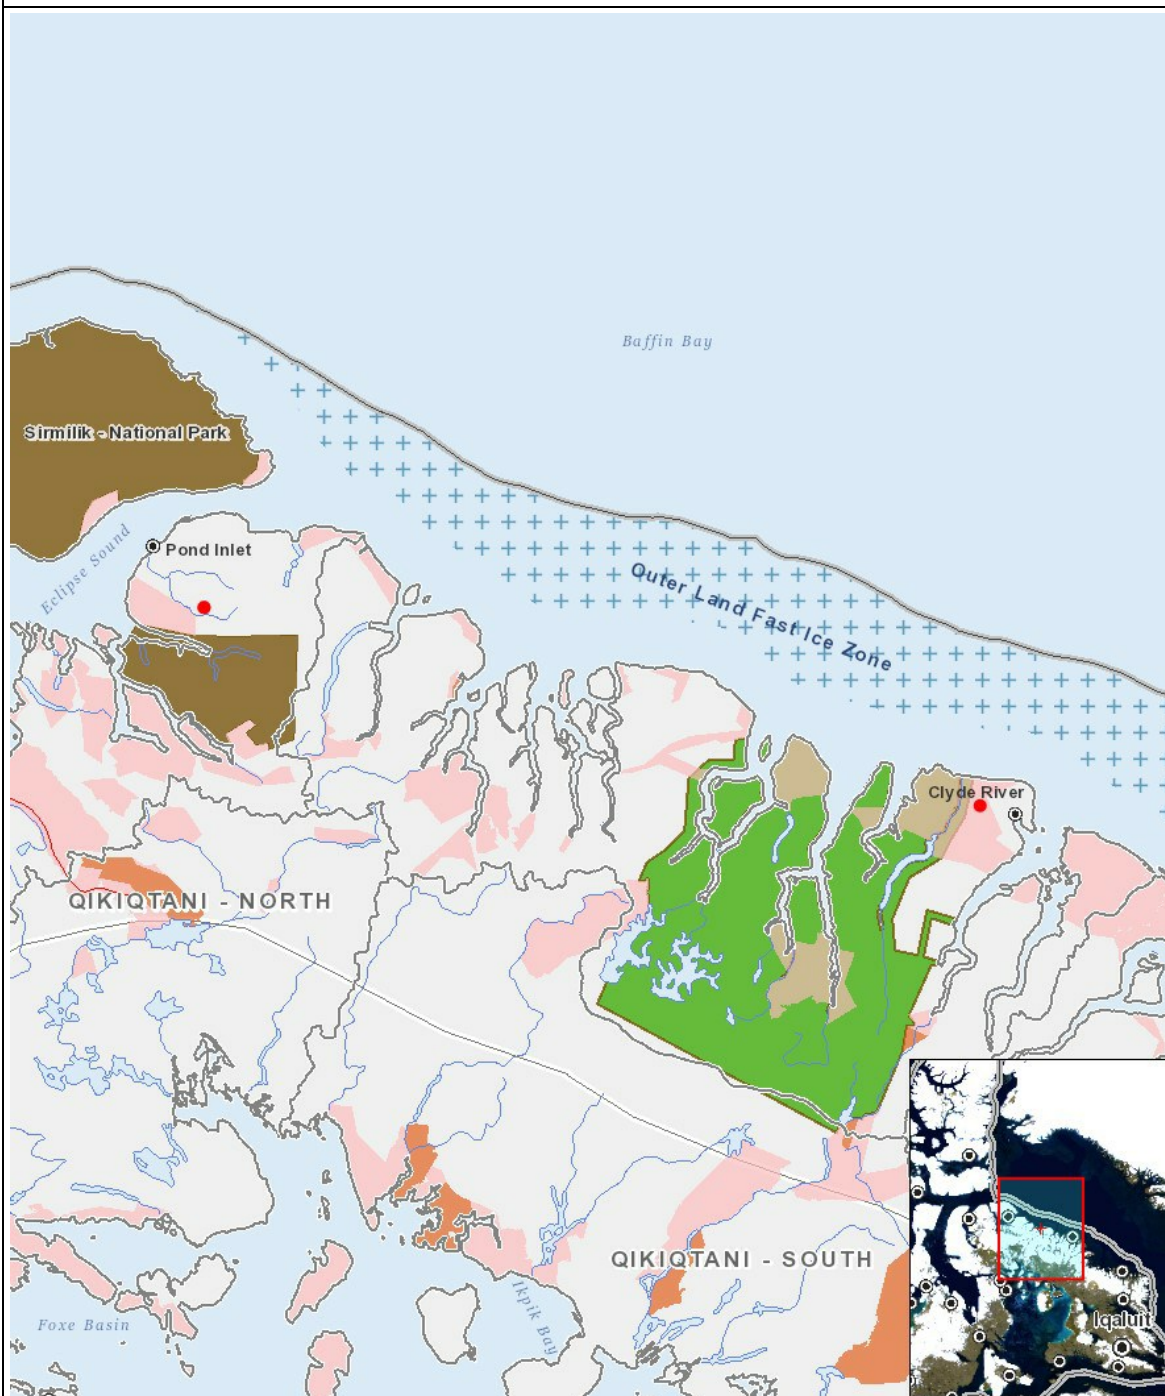 Baffin Bay
Sirmilik - National Park
Eclipse Sound
Pond Inlet
Outer Land Fast Ice Zone
Clyde River
QIKIQTANI - NORTH
QIKIQTANI - SOUTH
Ikpik Bay
Foxe Basin
Iqaluit